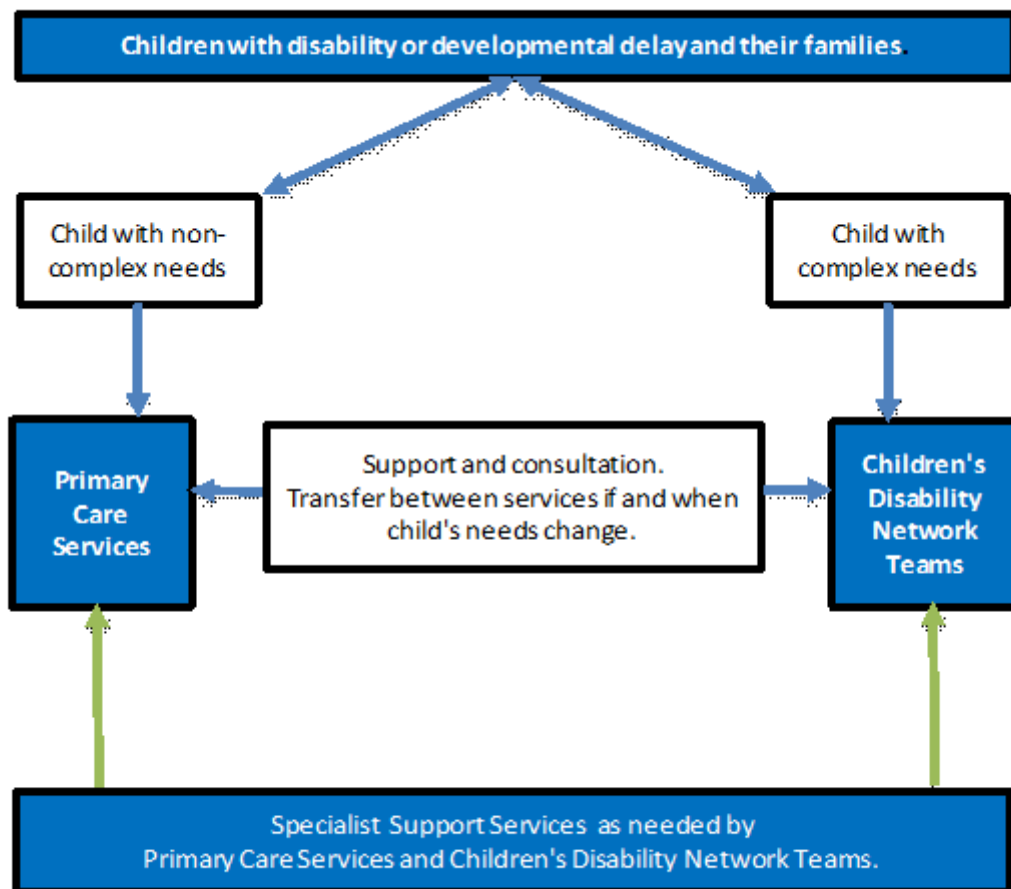 Children with disability or developmental delay and their families.
Child with non-
complex needs
Child with
complex needs
Primary
Care
Services
Support and consultation.
Transfer between services if and when
child's needs change.
Children's
Disability
Network
Teams
Specialist Support Services as needed by
Primary Care Services and Children's Disability Network Teams.